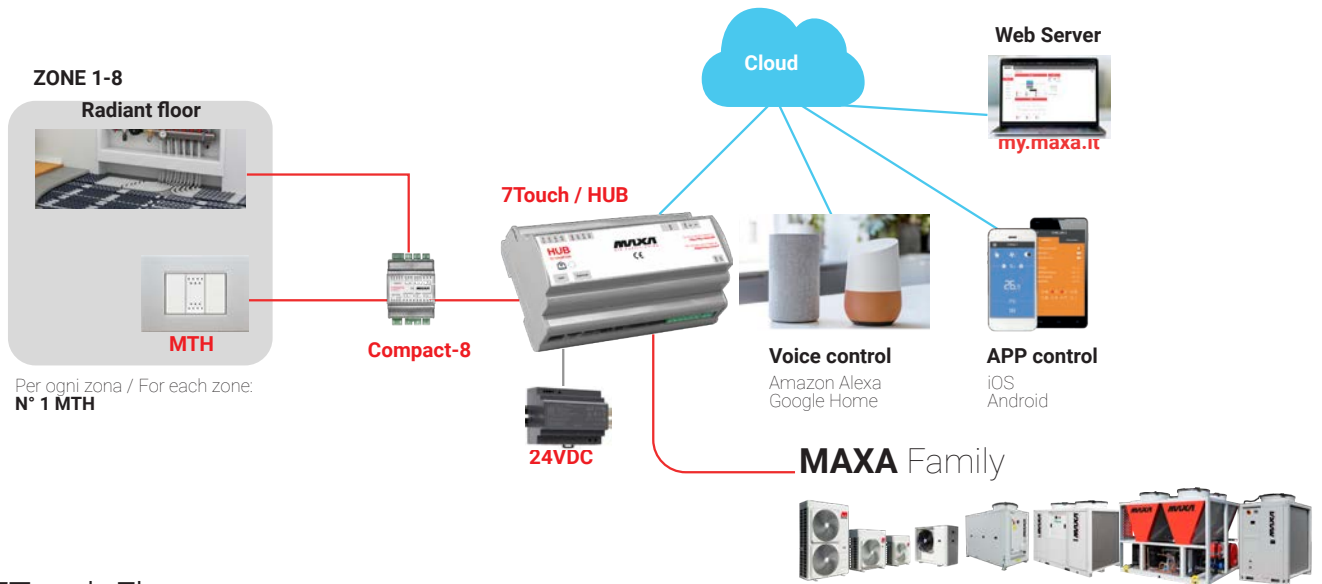 Cloud
Web Server
my.maxa.it
ZONE 1-8
Radiant floor
7Touch / HUB
HUB
MAXA
CE
MTH
Compact-8
Per ogni zona / For each zone:
N° 1 MTH
24VDC
Voice control
Amazon Alexa
Google Home
APP control
iOS
Android
MAXA Family
MAXA
MAXA